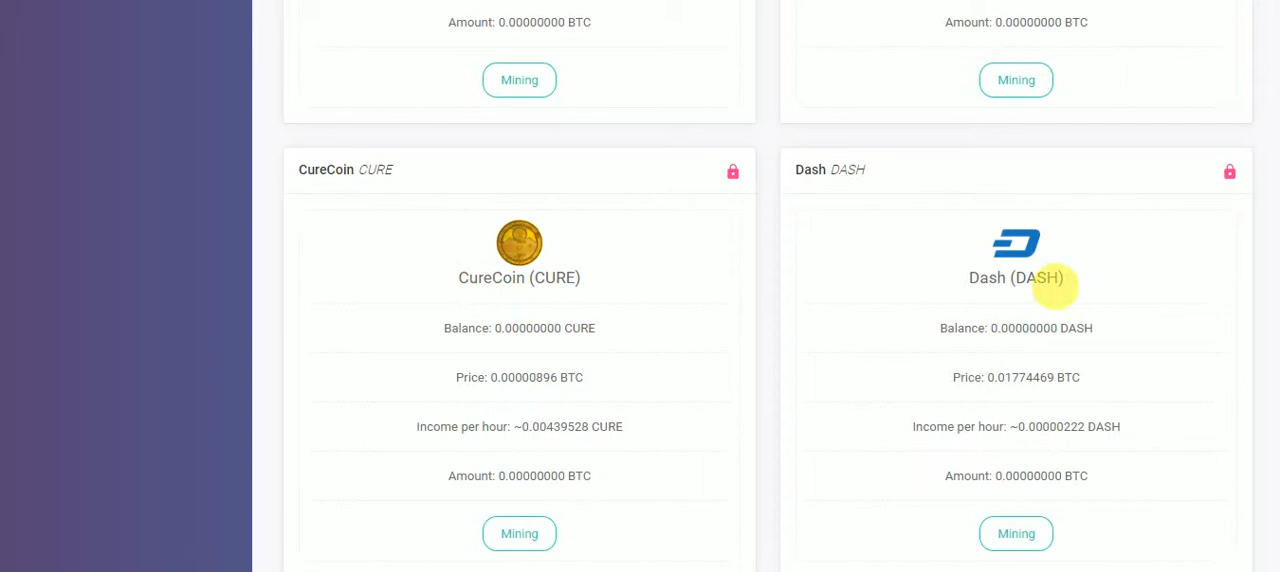 Amount: 0.00000000 BTC
Amount: 0.00000000 BTC
Mining
Mining
CureCoin CURE
Dash DASH
CureCoin (CURE)
Dash (DASH)
Balance: 0.00000000 CURE
Balance: 0.00000000 DASH
Price: 0.00000896 BTC
Price: 0.01774469 BTC
Income per hour: ~0.00439528 CURE
Income per hour: ~0.00000222 DASH
Amount: 0.00000000 BTC
Amount: 0.00000000 BTC
Mining
Mining